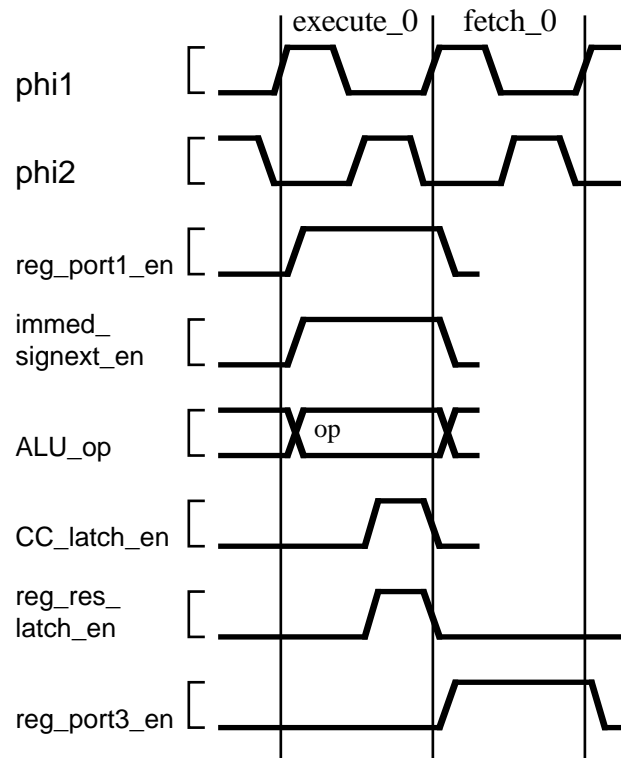 execute_0 fetch_0
phi1
phi2
reg_port1_en
immed_
signext_en
ALU_op
op
CC_latch_en
reg_res_
latch_en
reg_port3_en